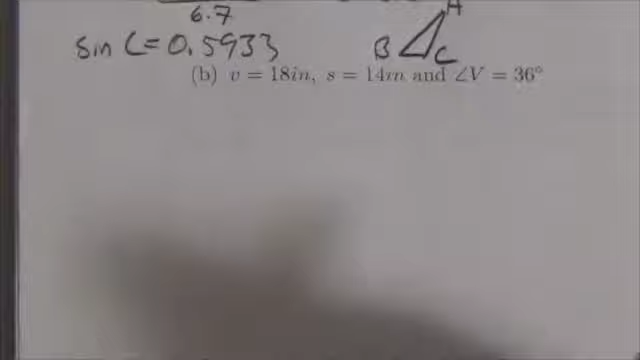 6.7
sin C = 0.5933
A
B
C
(b) v = 18in, s = 14in and ∠V = 36°